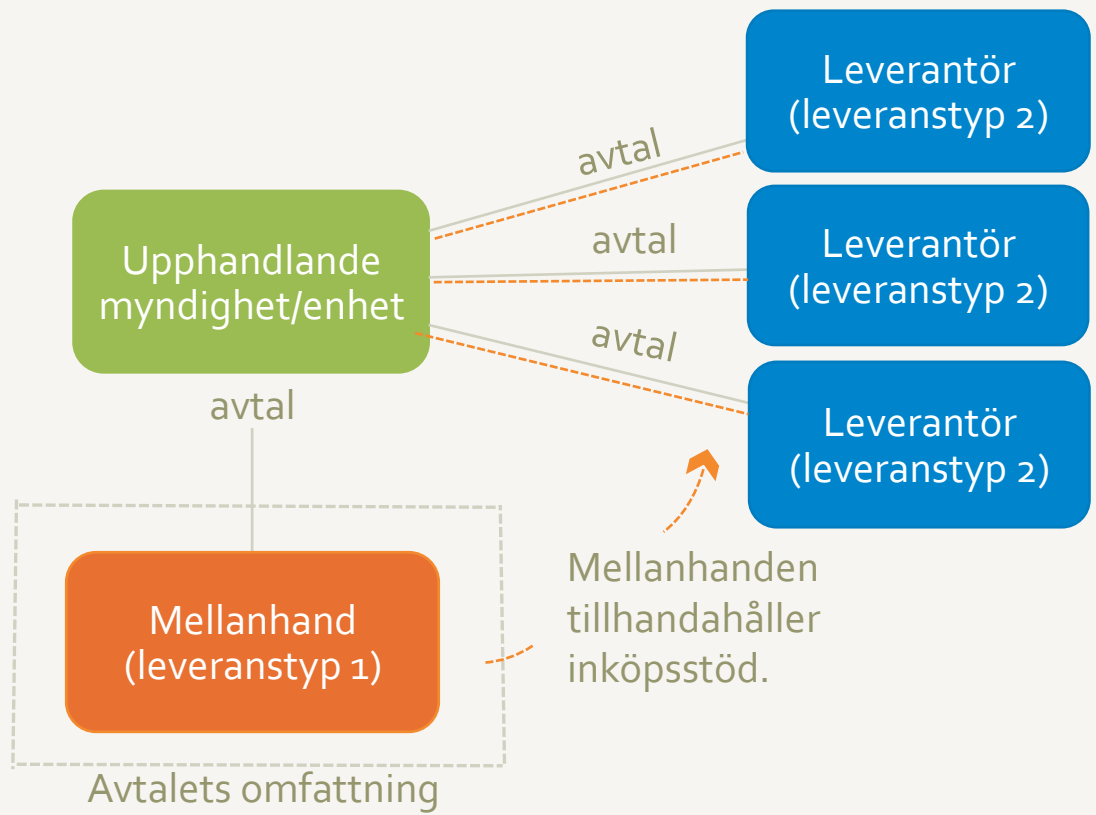 Leverantör
(leveranstyp 2)
avtal
Upphandlande
myndighet/enhet
avtal
Leverantör
(leveranstyp 2)
avtal
Leverantör
(leveranstyp 2)
avtal
Mellanhand
(leveranstyp 1)
Mellanhanden
tillhandahåller
inköpsstöd.
Avtalets omfattning